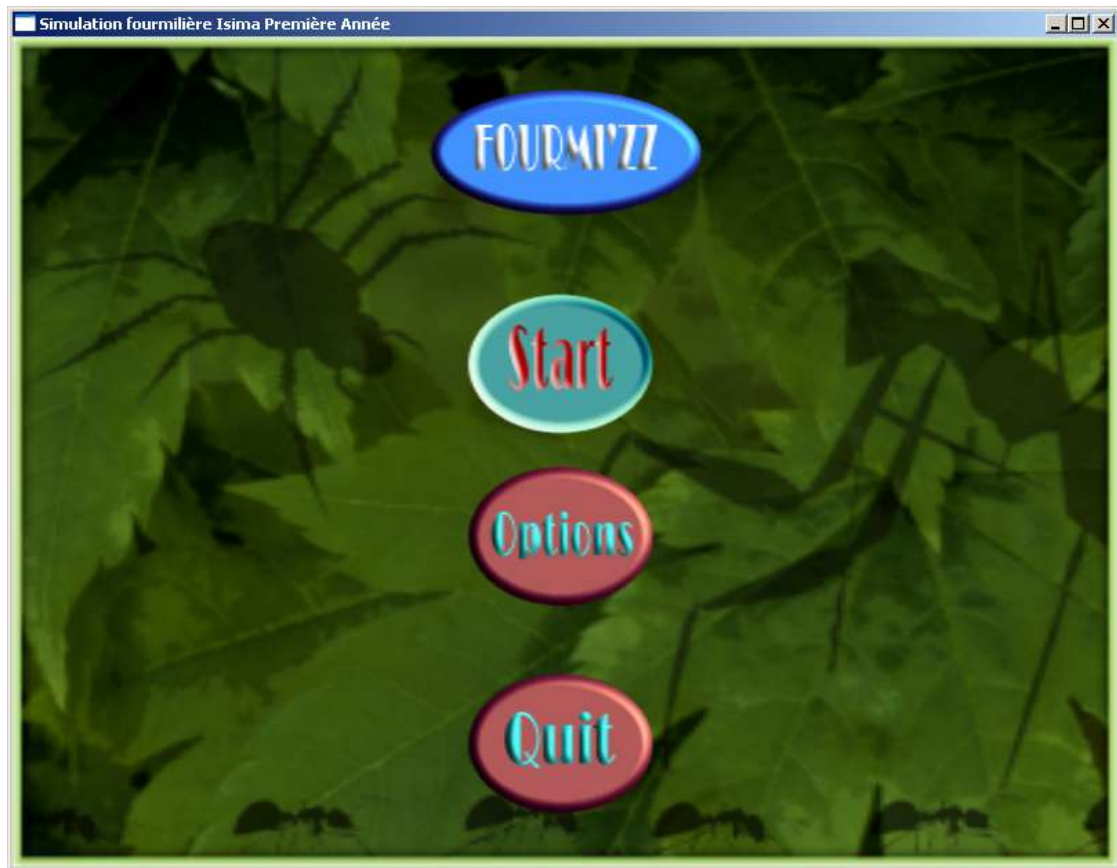 Simulation fourmilière Isima Première Année
FOURMI'ZZ
Start
Options
Quit